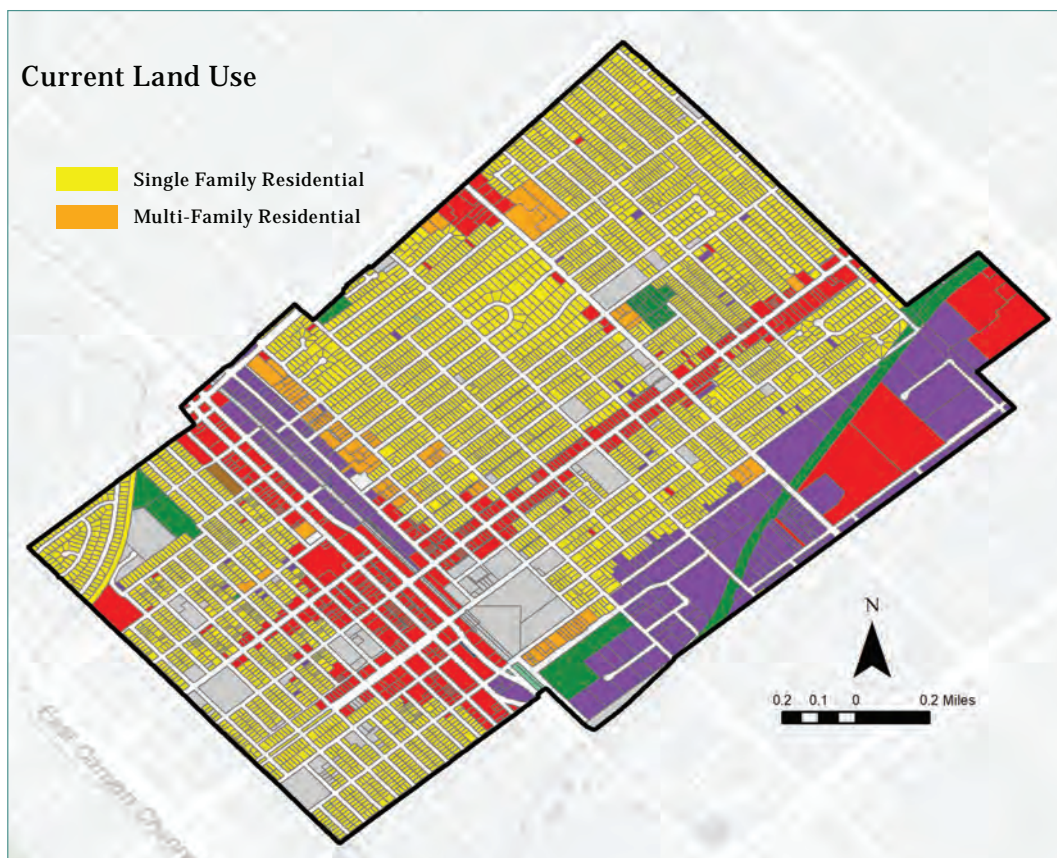 Current Land Use
Single Family Residential
Multi-Family Residential
N
0.2 0.1 0 0.2 Miles